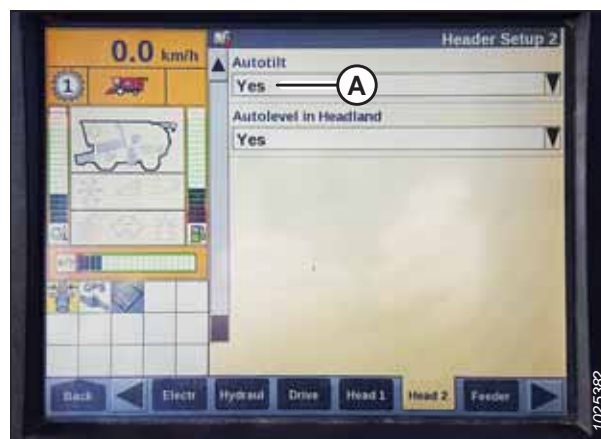 Header Setup 2
0.0 km/h
1
Autotilt
Yes
A
Autolevel in Headland
Yes
GPS
Back
Electr
Hydraul
Drive
Head 1
Head 2
Feeder
1025382